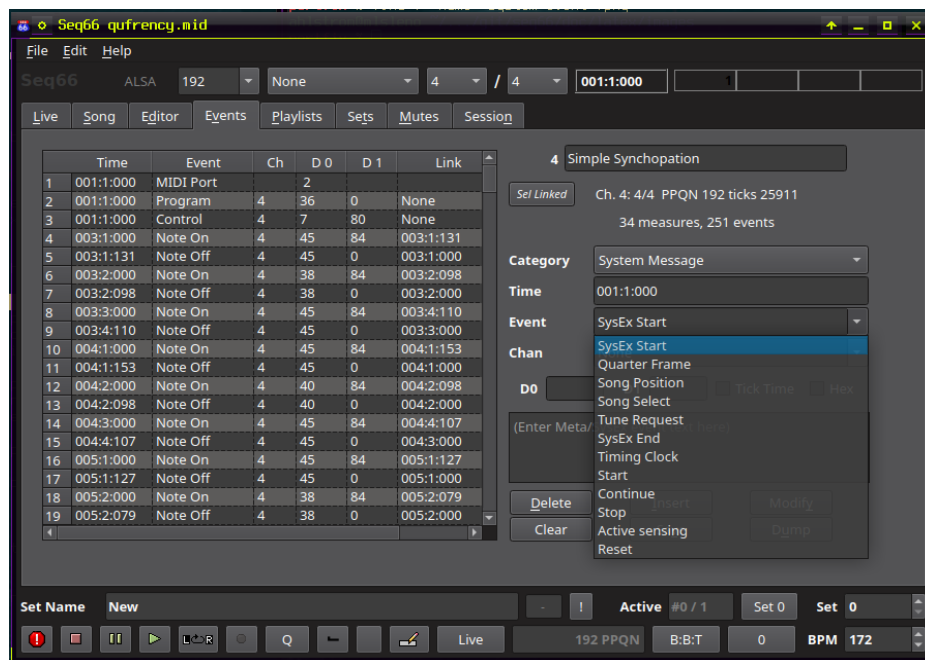 Seq66 qufrency.mid
File Edit Help
Seq66 ALSA 192 None 4 / 4 001:1:000 1
Live Song Editor Events Playlists Sets Mutes Session
Time Event Ch D 0 D 1 Link
1 001:1:000 MIDI Port 2
2 001:1:000 Program 4 36 0 None
3 001:1:000 Control 4 7 80 None
4 003:1:000 Note On 4 45 84 003:1:131
5 003:1:131 Note Off 4 45 0 003:1:000
6 003:2:000 Note On 4 38 84 003:2:098
7 003:2:098 Note Off 4 38 0 003:2:000
8 003:3:000 Note On 4 45 84 003:4:110
9 003:4:110 Note Off 4 45 0 003:3:000
10 004:1:000 Note On 4 45 84 004:1:153
11 004:1:153 Note Off 4 45 0 004:1:000
12 004:2:000 Note On 4 40 84 004:2:098
13 004:2:098 Note Off 4 40 0 004:2:000
14 004:3:000 Note On 4 45 84 004:4:107
15 004:4:107 Note Off 4 45 0 004:3:000
16 005:1:000 Note On 4 45 84 005:1:127
17 005:1:127 Note Off 4 45 0 005:1:000
18 005:2:000 Note On 4 38 84 005:2:079
19 005:2:079 Note Off 4 38 0 005:2:000
4 Simple Synchopation
Sel Linked Ch. 4: 4/4 PPQN 192 ticks 25911
34 measures, 251 events
Category System Message
Time 001:1:000
Event SysEx Start
Chan
D0 Tick Time Hex
(Enter Meta/
Delete Insert Modify
Clear Dump
SysEx Start
Quarter Frame
Song Position
Song Select
Tune Request
SysEx End
Timing Clock
Start
Continue
Stop
Active sensing
Reset
Set Name New - ! Active #0 / 1 Set 0 Set 0
L R Q Live 192 PPQN B:B:T 0 BPM 172